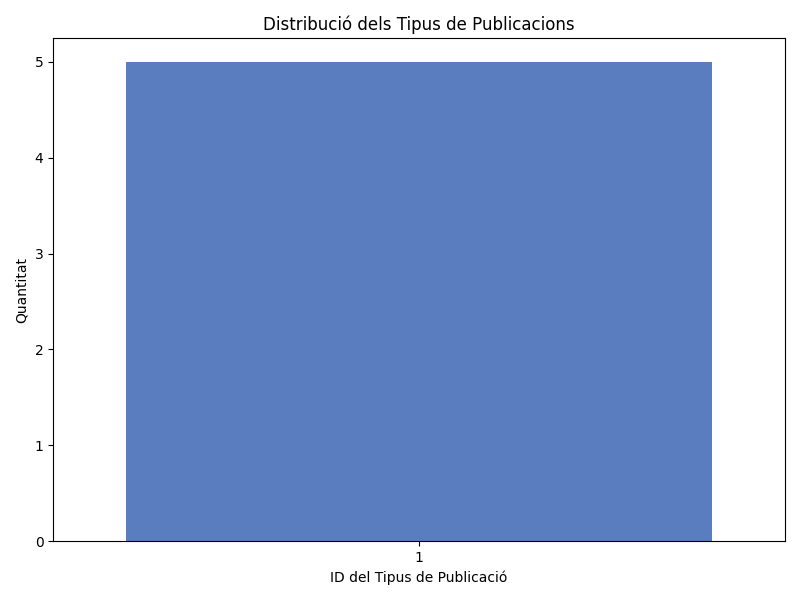 Distribució dels Tipus de Publicacions
5
4
3
2
1
0
Quantitat
1
ID del Tipus de Publicació